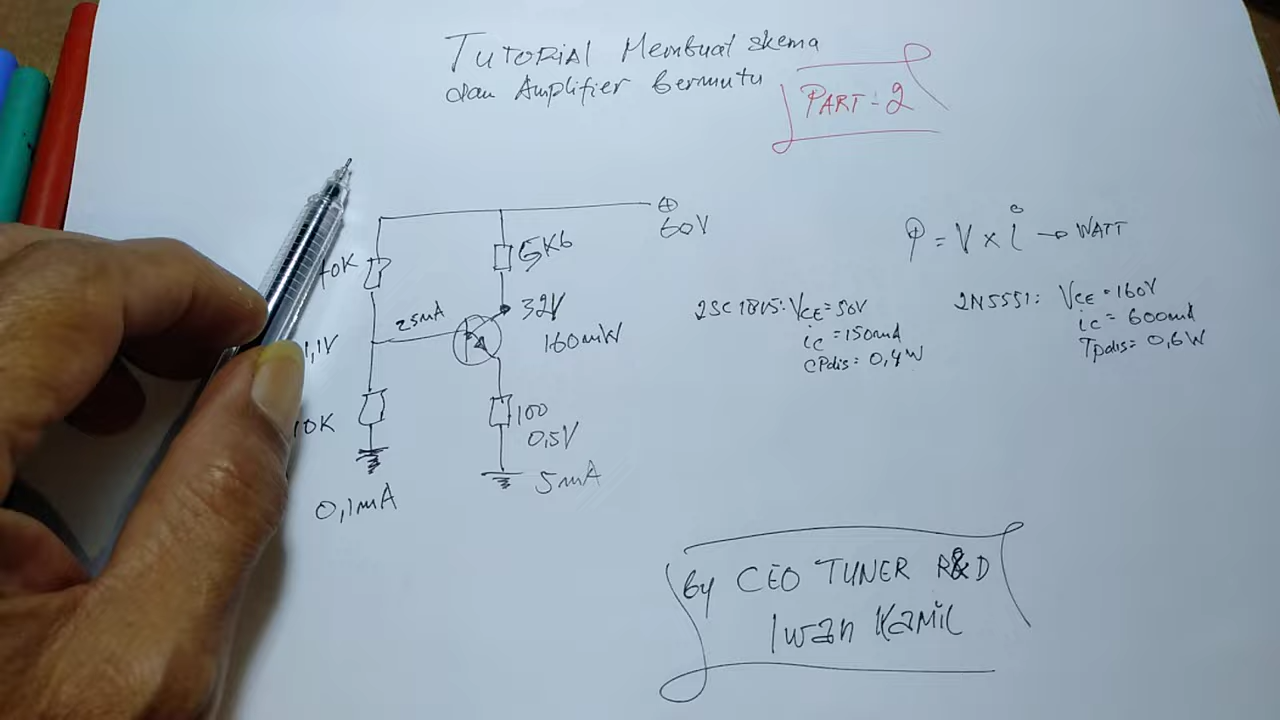 TUTORIAL Membuat skema
dan Amplifier bermutu
PART-2
⊕
60V
5K6
32V
160mW
25mA
1,1V
10K
100
0,5V
5mA
0,1mA
P = V x i → WATT
2SC1815: VCE = 50V
ic = 150mA
CPdis = 0,4W
2N5551: VCE = 160V
ic = 600mA
Tpdis = 0,6W
By CEO TUNER R&D
Iwan Kamil